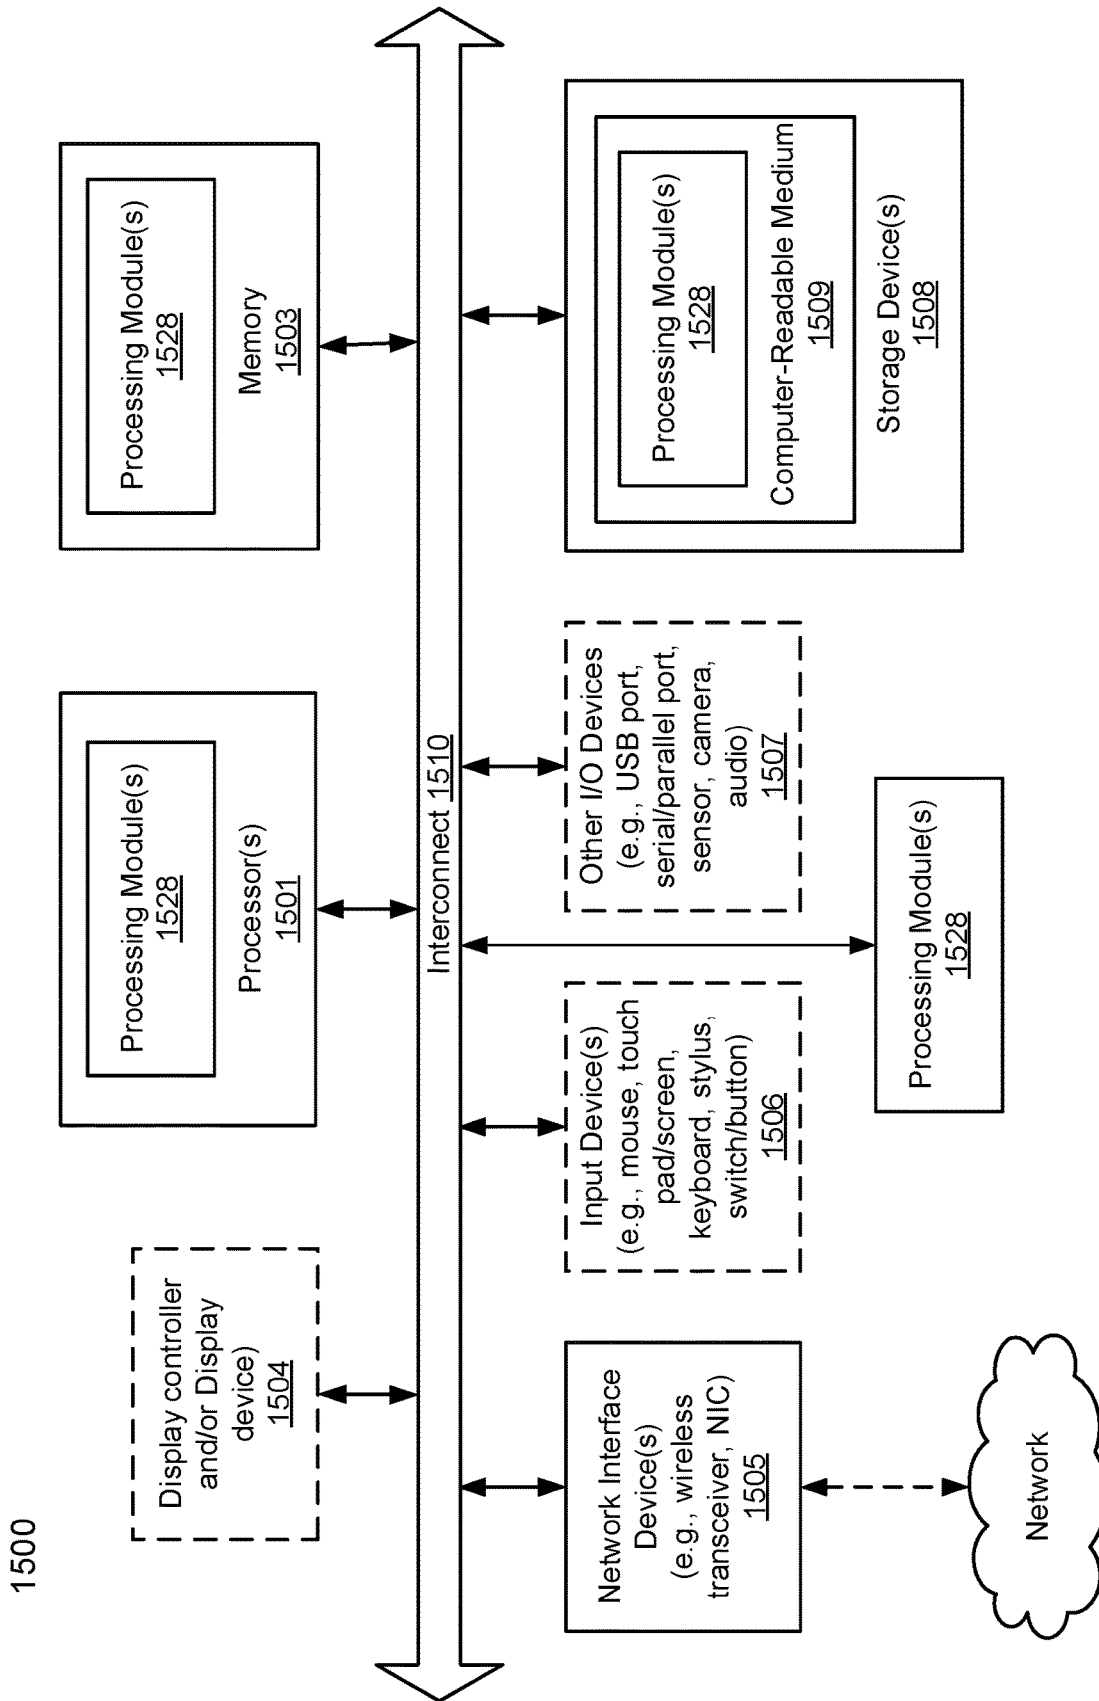 1500
Display controller
and/or Display
device)
1504
Processing Module(s)
1528
Processor(s)
1501
Processing Module(s)
1528
Memory
1503
Interconnect 1510
Network Interface
Device(s)
(e.g., wireless
transceiver, NIC)
1505
Input Device(s)
(e.g., mouse, touch
pad/screen,
keyboard, stylus,
switch/button)
1506
Other I/O Devices
(e.g., USB port,
serial/parallel port,
sensor, camera,
audio)
1507
Processing Module(s)
1528
Computer-Readable Medium
1509
Storage Device(s)
1508
Processing Module(s)
1528
Network